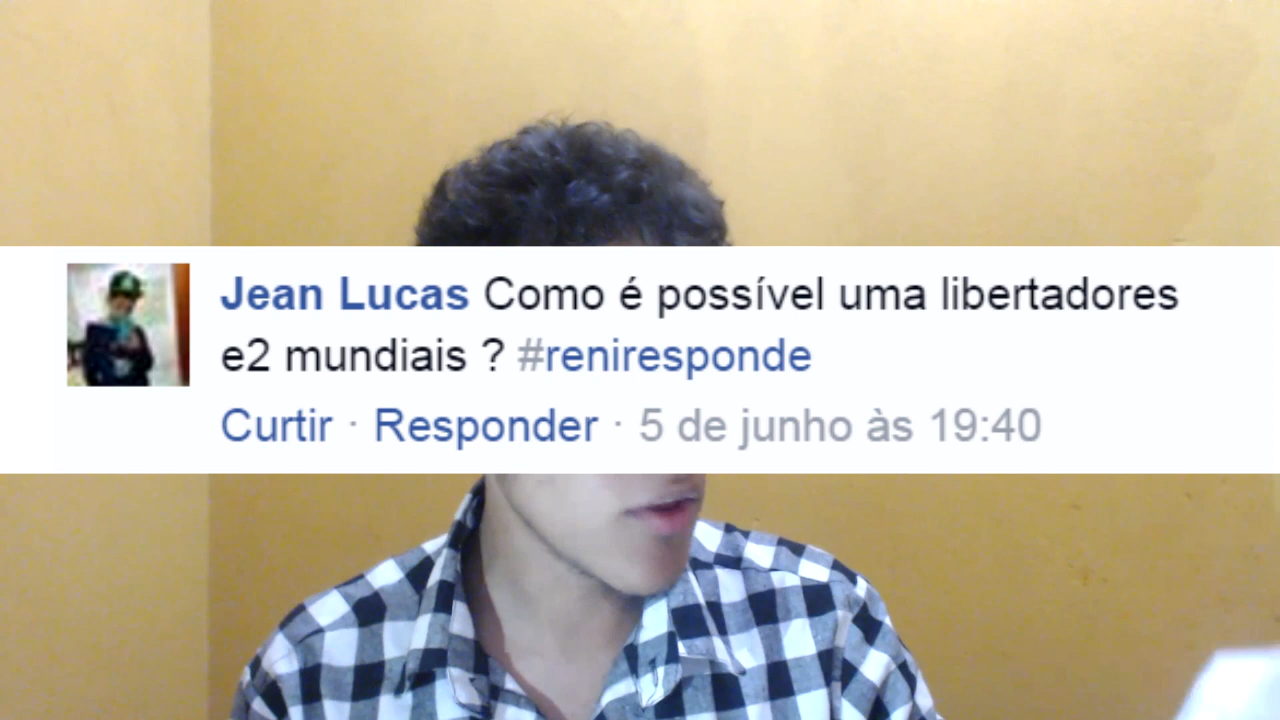 Jean Lucas Como é possível uma libertadores
e2 mundiais ? #reniresponde
Curtir · Responder · 5 de junho às 19:40